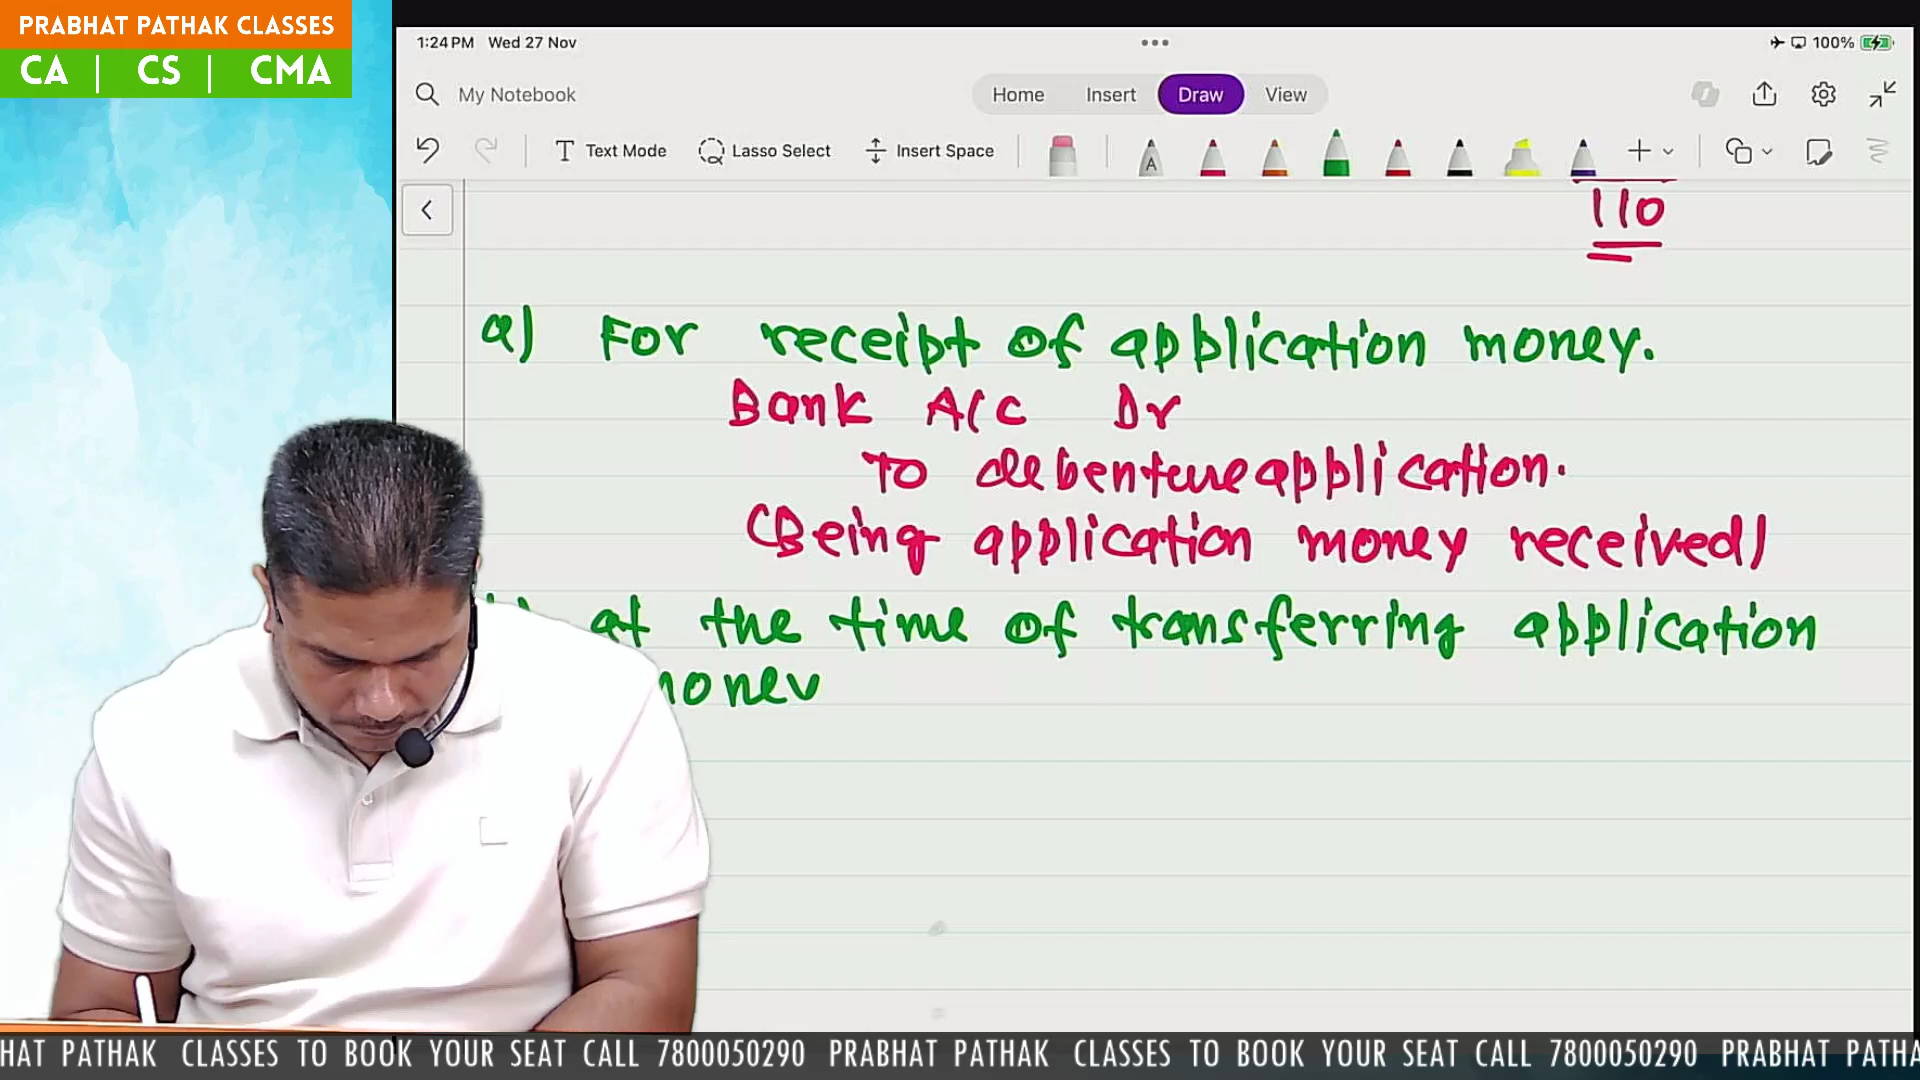 PRABHAT PATHAK CLASSES
CA | CS | CMA
1:24 PM Wed 27 Nov
100%
My Notebook
Home Insert Draw View
Text Mode Lasso Select Insert Space
A
110
a) For receipt of application money.
Bank A/C Dr
To debenture application.
(Being application money received)
at the time of transferring application
money
HAT PATHAK CLASSES TO BOOK YOUR SEAT CALL 7800050290 PRABHAT PATHAK CLASSES TO BOOK YOUR SEAT CALL 7800050290 PRABHAT PATHA